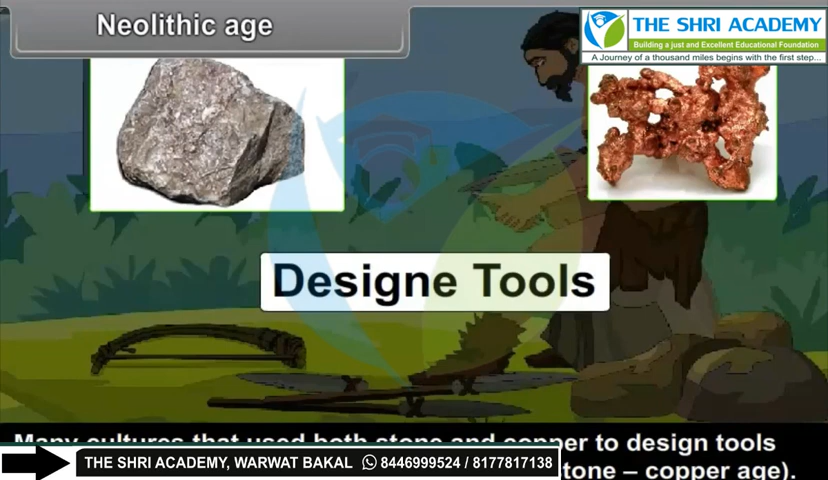 Neolithic age
THE SHRI ACADEMY
Building a just and Excellent Educational Foundation
A Journey of a thousand miles begins with the first step...
Designe Tools
Many cultures that used both stone and copper to design tools
THE SHRI ACADEMY, WARWAT BAKAL 8446999524 / 8177817138
tone – copper age).